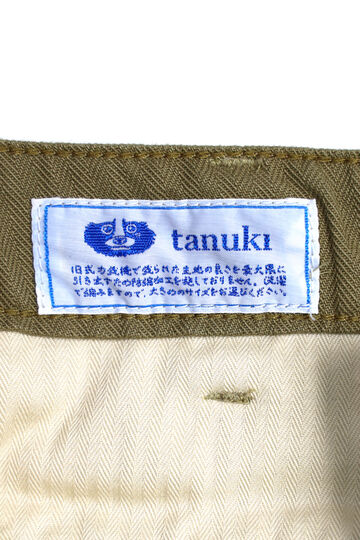 tanuki
旧式力織機で織られた生地の良さを最大限に
引き出すため防縮加工を施しておりません。洗濯
で縮みますので、大きめのサイズをお選びください。